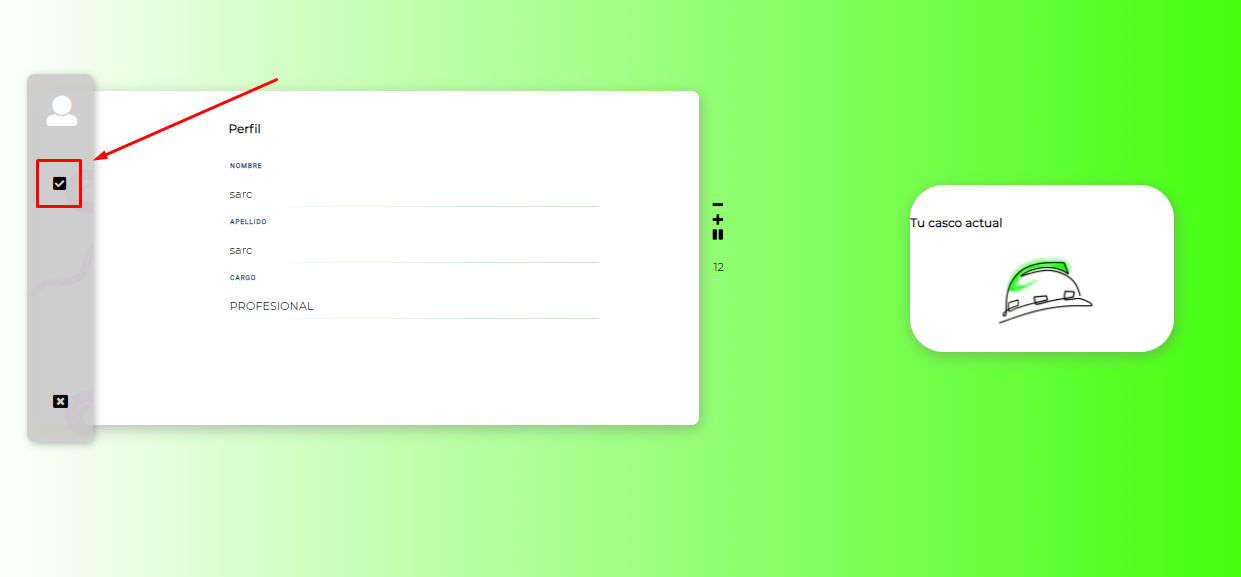 Perfil
NOMBRE
sarc
APELLIDO
sarc
CARGO
PROFESIONAL
12
Tu casco actual